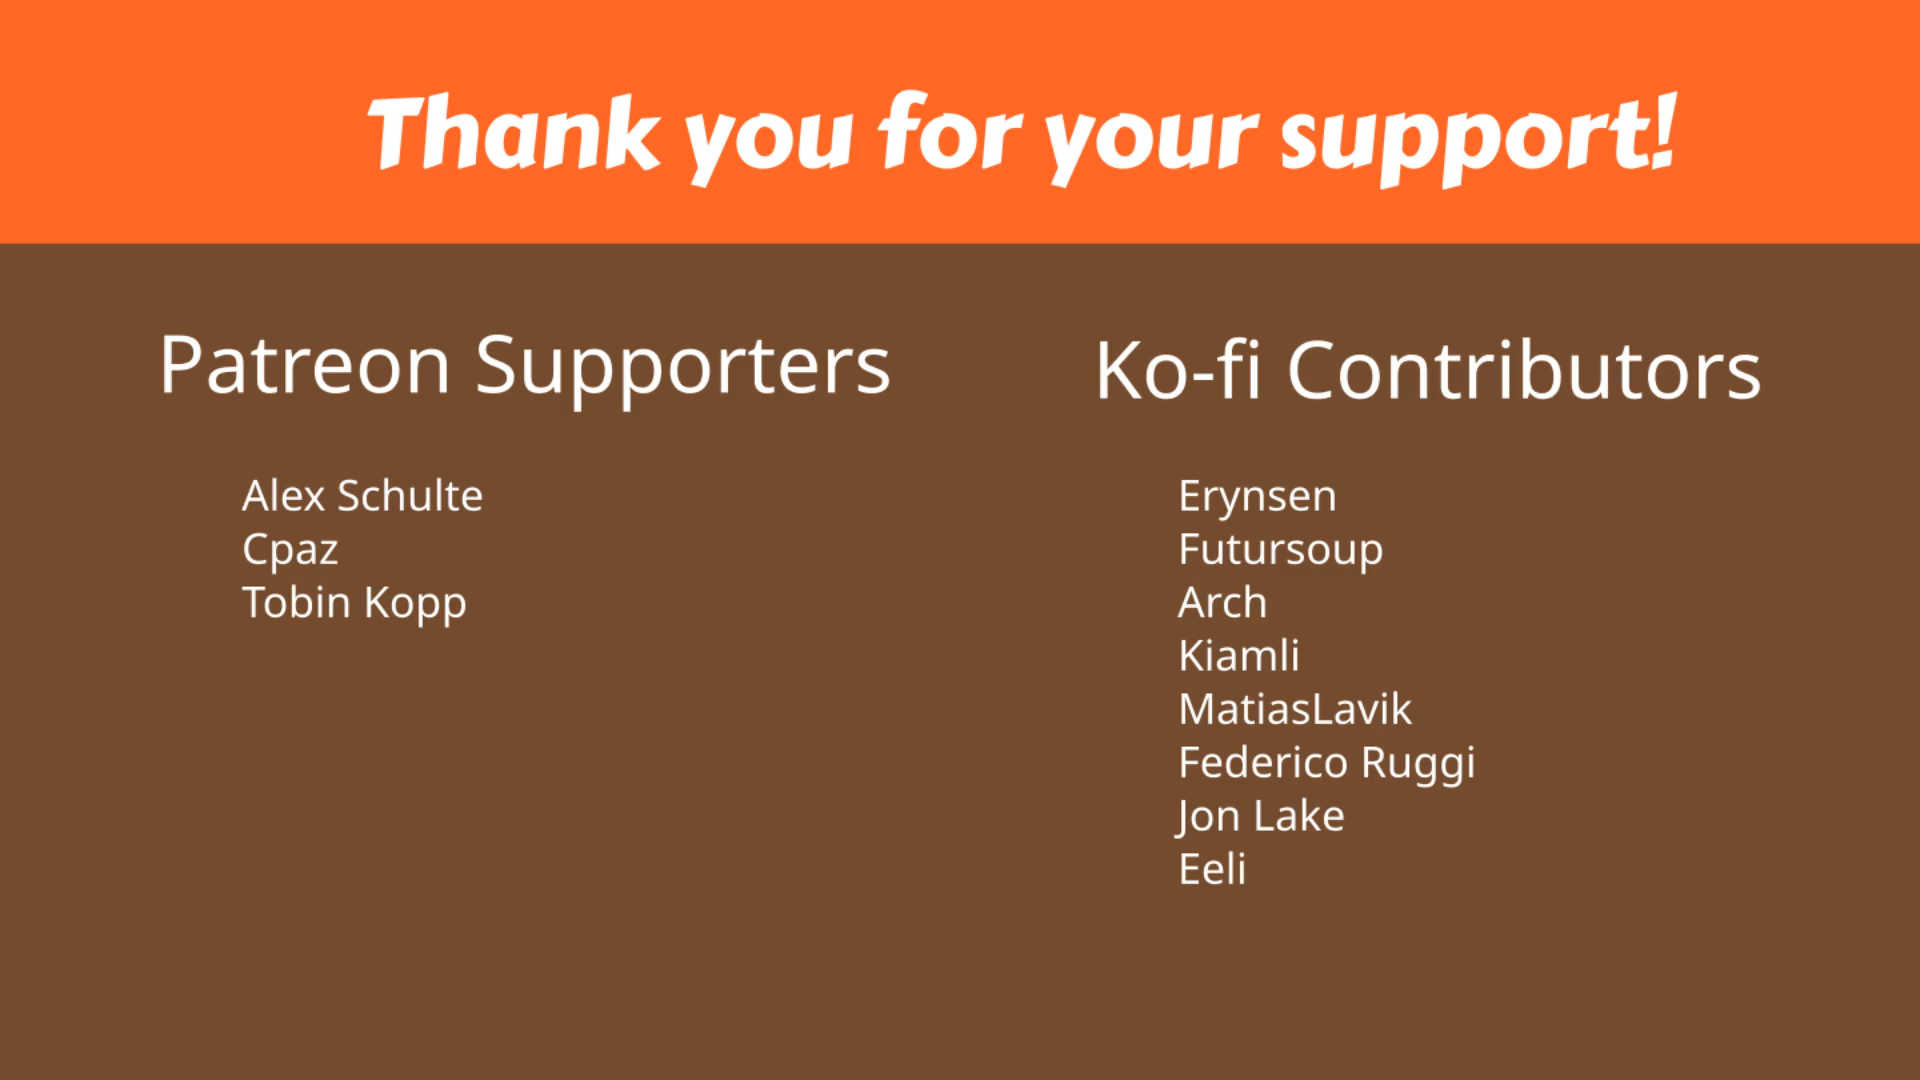 Thank you for your support!
Patreon Supporters
Alex Schulte
Cpaz
Tobin Kopp
Ko-fi Contributors
Erynsen
Futursoup
Arch
Kiamli
MatiasLavik
Federico Ruggi
Jon Lake
Eeli